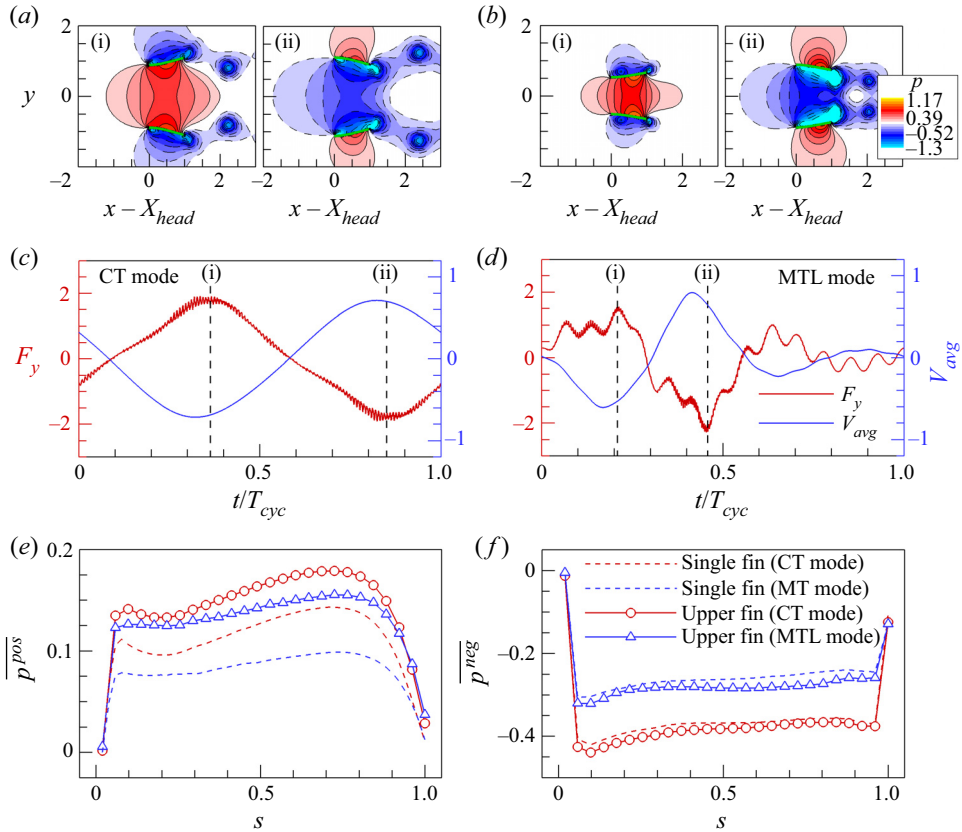 (a)
(b)
(i)
(ii)
(i)
(ii)
2
y 0
−2
0 2
0 2
x − X_head
x − X_head
2
0
−2
0 2
0 2
x − X_head
x − X_head
p
1.17
0.39
−0.52
−1.3
(c)
(d)
CT mode
(i)
(ii)
(i)
(ii)
MTL mode
F_y
2
0
−2
1
0
−1
2
0
−2
1
0
−1
V_avg
F_y
V_avg
0 0.5 1.0
0 0.5 1.0
t/T_cyc
t/T_cyc
(e)
(f)
0.2
0.1
0
p^pos
0
−0.2
−0.4
p^neg
Single fin (CT mode)
Single fin (MT mode)
Upper fin (CT mode)
Upper fin (MTL mode)
0 0.5 1.0
0 0.5 1.0
s
s